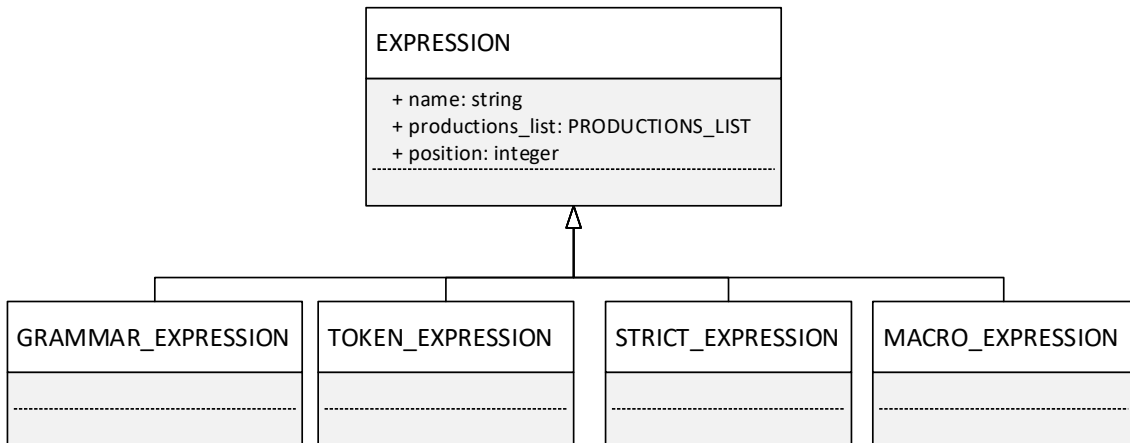 EXPRESSION
+ name: string
+ productions_list: PRODUCTIONS_LIST
+ position: integer
GRAMMAR_EXPRESSION
TOKEN_EXPRESSION
STRICT_EXPRESSION
MACRO_EXPRESSION